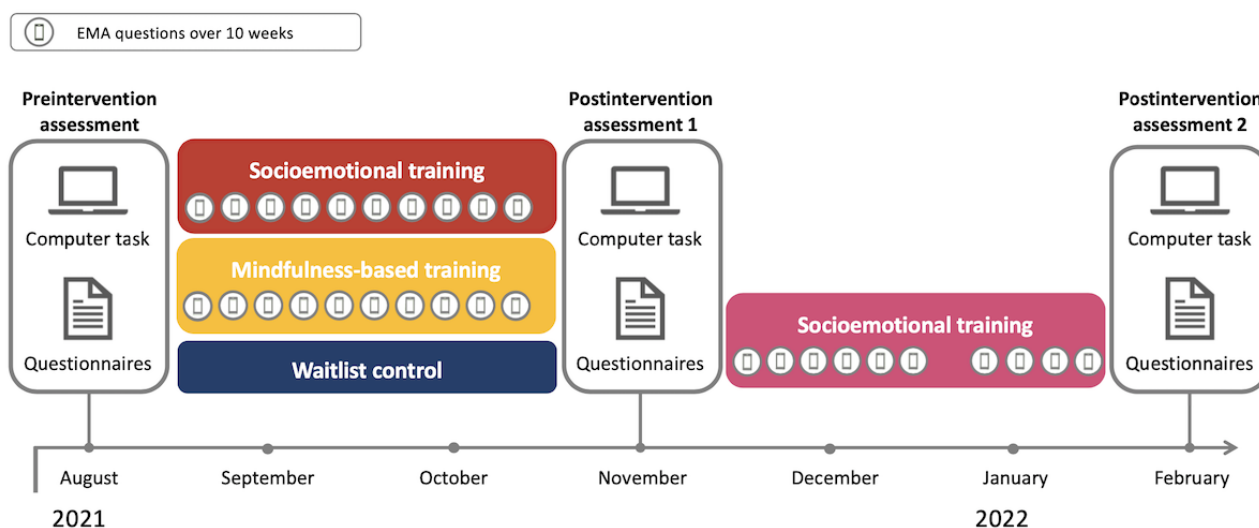 EMA questions over 10 weeks
Preintervention
assessment
Postintervention
assessment 1
Postintervention
assessment 2
Socioemotional training
Computer task
Computer task
Computer task
Mindfulness-based training
Socioemotional training
Questionnaires
Waitlist control
Questionnaires
Questionnaires
August
September
October
November
December
January
February
2021
2022